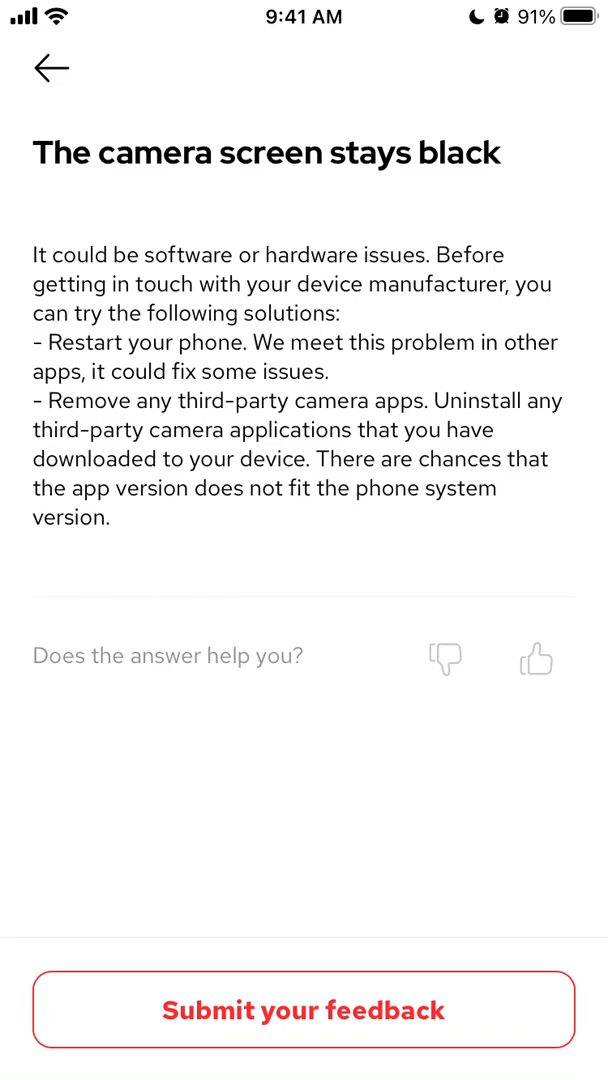 9:41 AM
91%
The camera screen stays black
It could be software or hardware issues. Before
getting in touch with your device manufacturer, you
can try the following solutions:
- Restart your phone. We meet this problem in other
apps, it could fix some issues.
- Remove any third-party camera apps. Uninstall any
third-party camera applications that you have
downloaded to your device. There are chances that
the app version does not fit the phone system
version.
Does the answer help you?
Submit your feedback